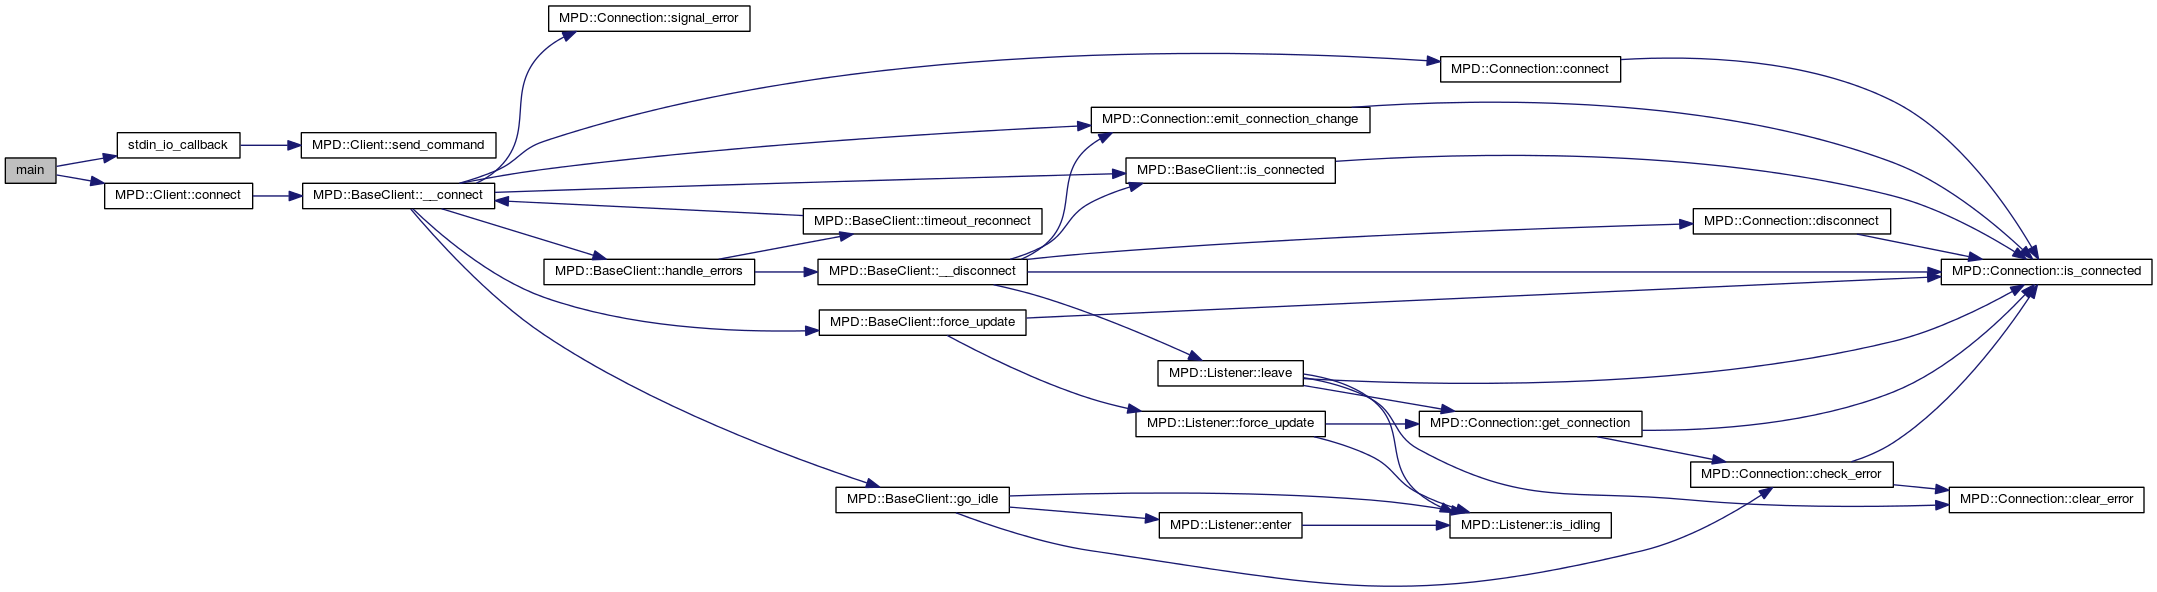 MPD::Connection::signal_error
MPD::Connection::connect
MPD::Connection::emit_connection_change
stdin_io_callback
MPD::Client::send_command
main
MPD::BaseClient::is_connected
MPD::Client::connect
MPD::BaseClient::__connect
MPD::BaseClient::timeout_reconnect
MPD::Connection::disconnect
MPD::BaseClient::handle_errors
MPD::BaseClient::__disconnect
MPD::Connection::is_connected
MPD::BaseClient::force_update
MPD::Listener::leave
MPD::Listener::force_update
MPD::Connection::get_connection
MPD::Connection::check_error
MPD::BaseClient::go_idle
MPD::Connection::clear_error
MPD::Listener::enter
MPD::Listener::is_idling